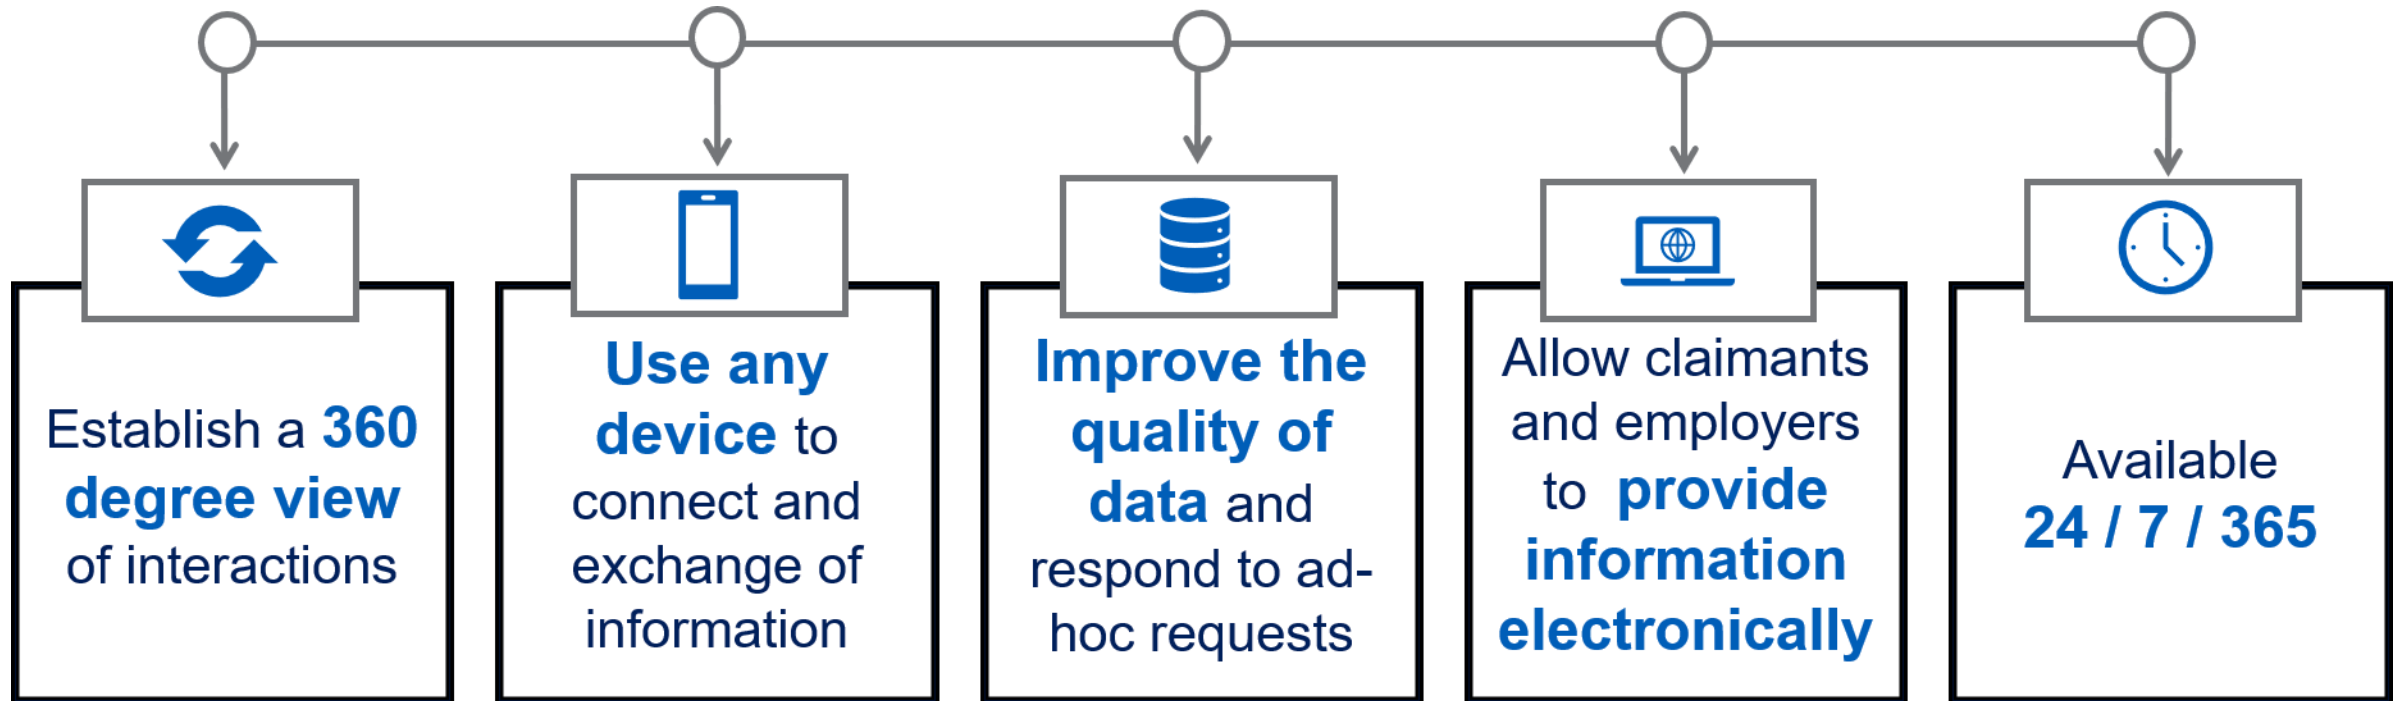 Establish a 360
degree view
of interactions
Use any
device to
connect and
exchange of
information
Improve the
quality of
data and
respond to ad-
hoc requests
Allow claimants
and employers
to provide
information
electronically
Available
24 / 7 / 365